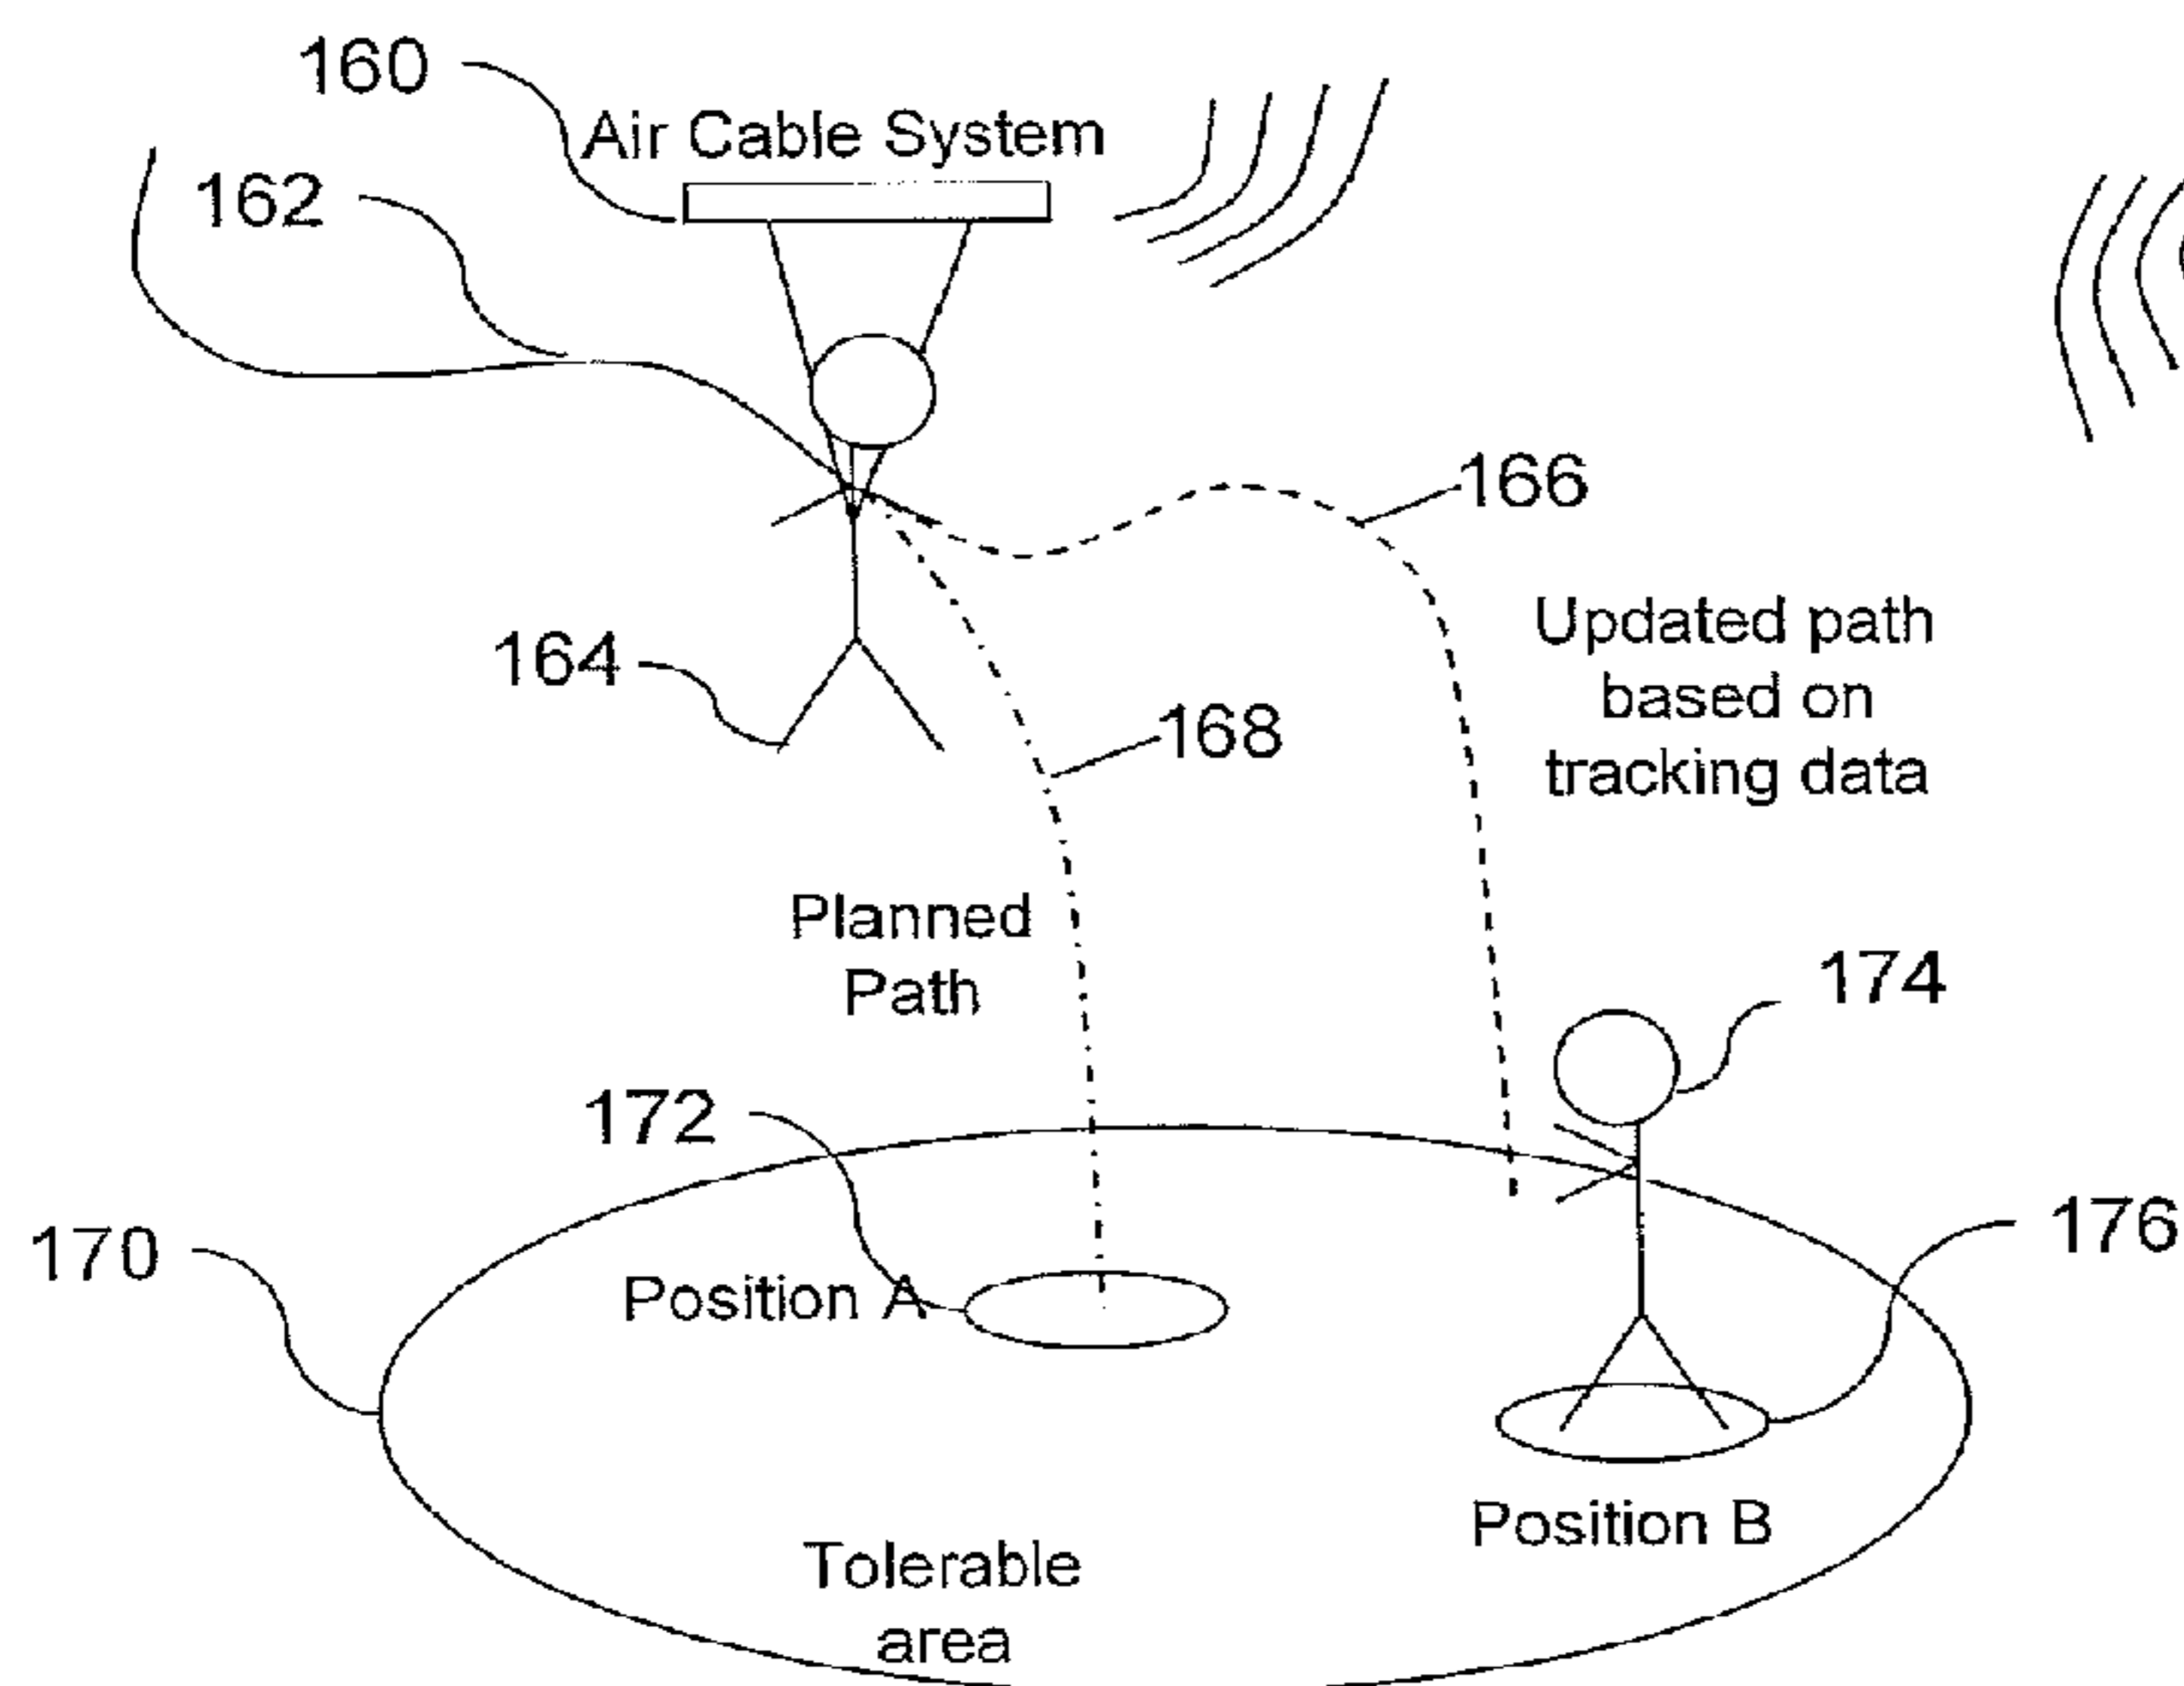 160
Air Cable System
162
166
Updated path
based on
tracking data
164
168
Planned
Path
174
172
176
170
Position A
Position B
Tolerable
area